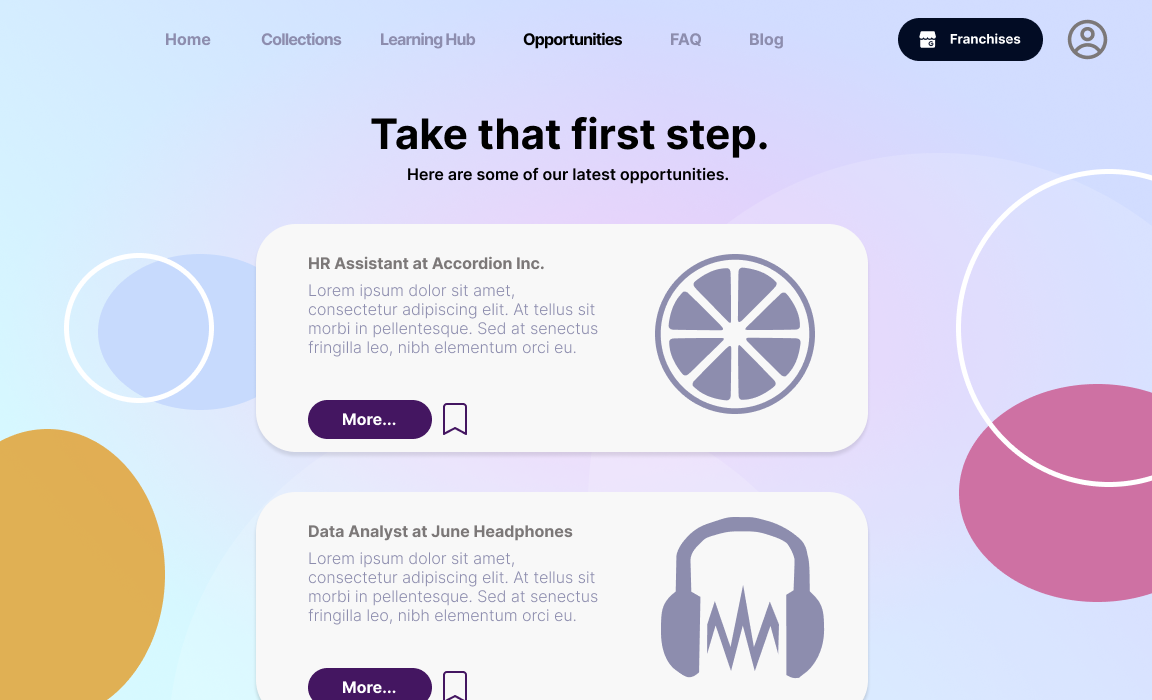 Home
Collections
Learning Hub
Opportunities
FAQ
Blog
G
Franchises
Take that first step.
Here are some of our latest opportunities.
HR Assistant at Accordion Inc.
Lorem ipsum dolor sit amet,
consectetur adipiscing elit. At tellus sit
morbi in pellentesque. Sed at senectus
fringilla leo, nibh elementum orci eu.
More...
Data Analyst at June Headphones
Lorem ipsum dolor sit amet,
consectetur adipiscing elit. At tellus sit
morbi in pellentesque. Sed at senectus
fringilla leo, nibh elementum orci eu.
More...